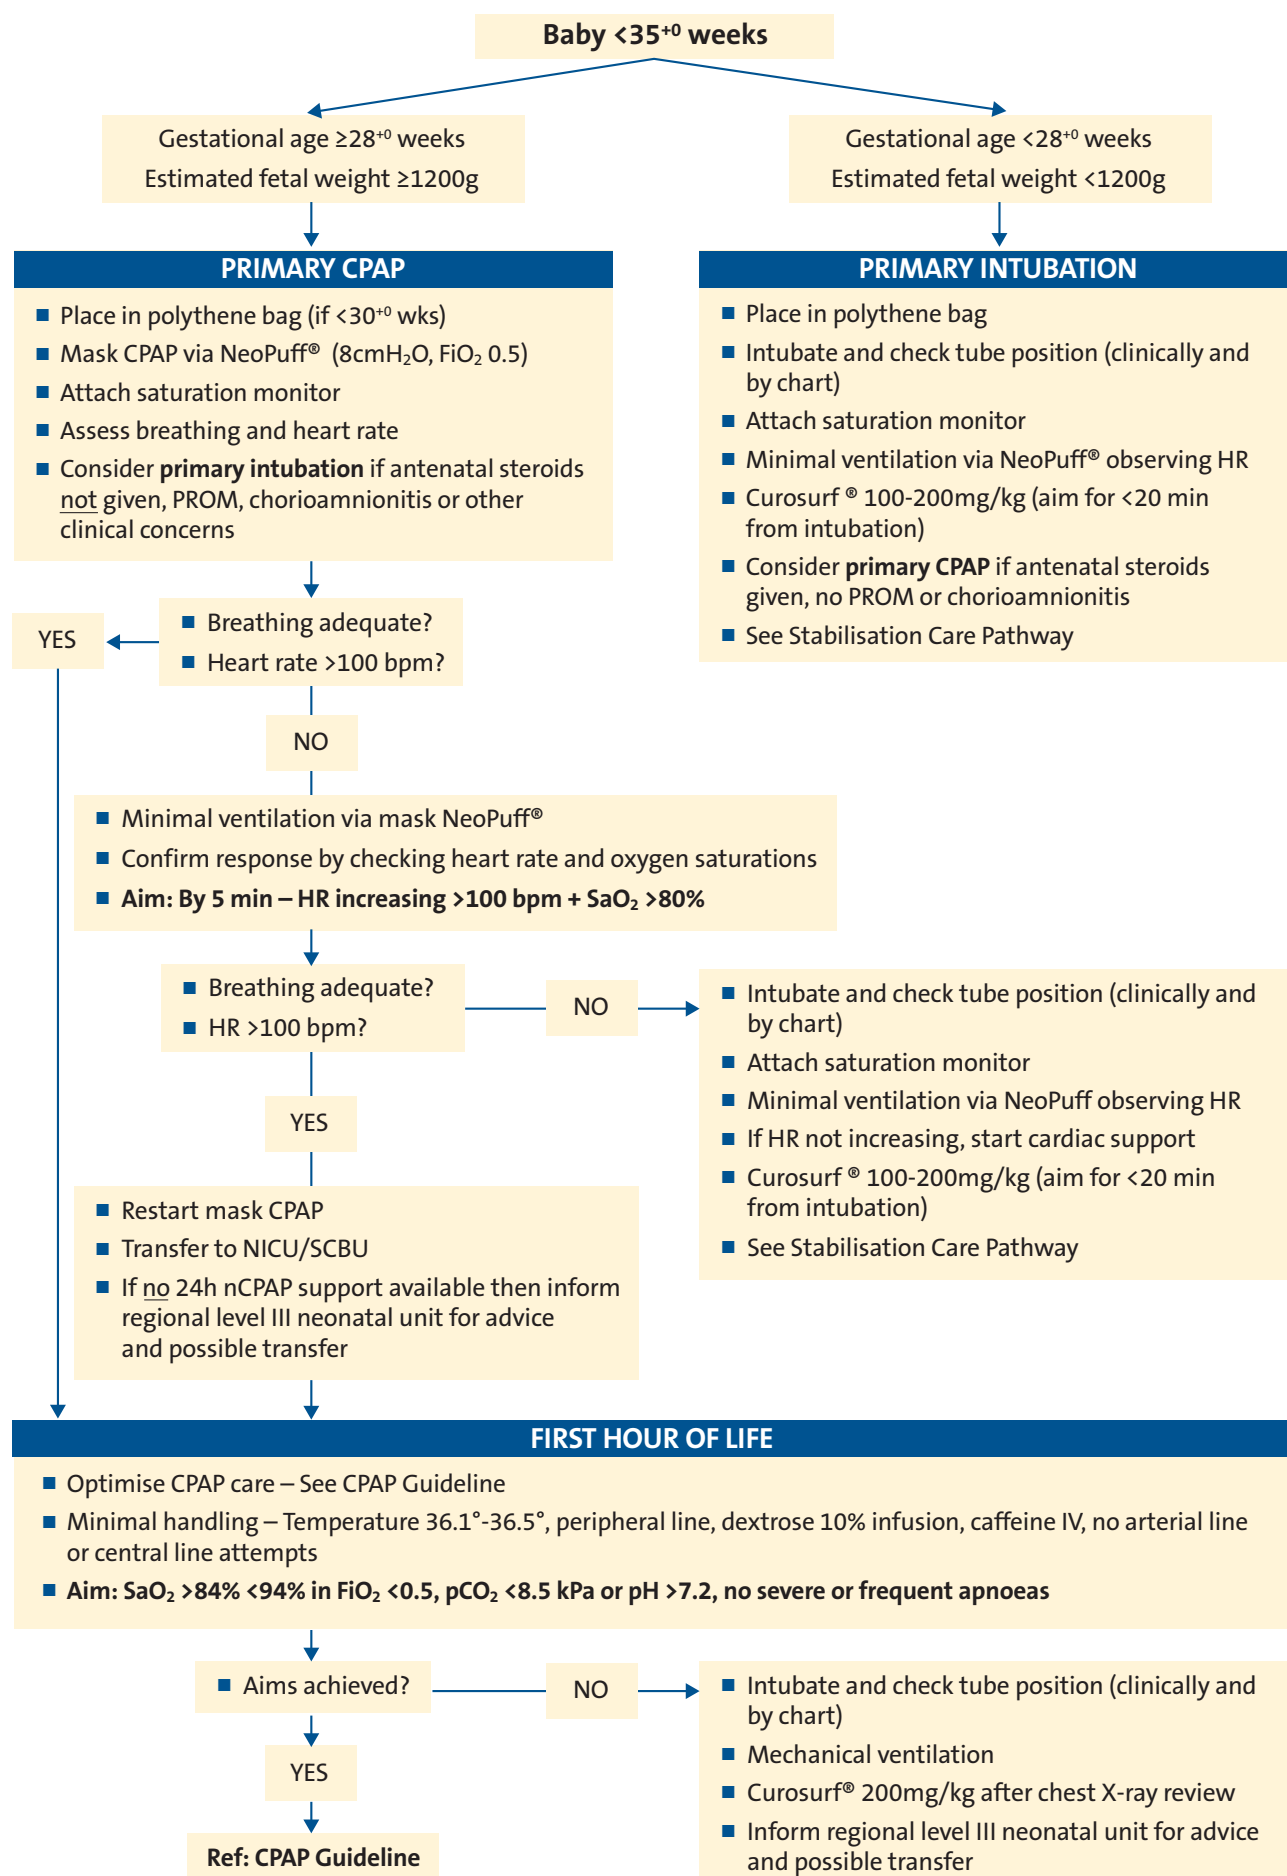 Baby <35⁺⁰ weeks
Gestational age ≥28⁺⁰ weeks
Estimated fetal weight ≥1200g
Gestational age <28⁺⁰ weeks
Estimated fetal weight <1200g
PRIMARY CPAP
■ Place in polythene bag (if <30⁺⁰ wks)
■ Mask CPAP via NeoPuff® (8cmH₂O, FiO₂ 0.5)
■ Attach saturation monitor
■ Assess breathing and heart rate
■ Consider primary intubation if antenatal steroids
not given, PROM, chorioamnionitis or other
clinical concerns
PRIMARY INTUBATION
■ Place in polythene bag
■ Intubate and check tube position (clinically and
by chart)
■ Attach saturation monitor
■ Minimal ventilation via NeoPuff® observing HR
■ Curosurf ® 100-200mg/kg (aim for <20 min
from intubation)
■ Consider primary CPAP if antenatal steroids
given, no PROM or chorioamnionitis
■ See Stabilisation Care Pathway
■ Breathing adequate?
■ Heart rate >100 bpm?
YES
NO
■ Minimal ventilation via mask NeoPuff®
■ Confirm response by checking heart rate and oxygen saturations
■ Aim: By 5 min – HR increasing >100 bpm + SaO₂ >80%
■ Breathing adequate?
■ HR >100 bpm?
NO
■ Intubate and check tube position (clinically and
by chart)
■ Attach saturation monitor
■ Minimal ventilation via NeoPuff observing HR
■ If HR not increasing, start cardiac support
■ Curosurf ® 100-200mg/kg (aim for <20 min
from intubation)
■ See Stabilisation Care Pathway
YES
■ Restart mask CPAP
■ Transfer to NICU/SCBU
■ If no 24h nCPAP support available then inform
regional level III neonatal unit for advice
and possible transfer
FIRST HOUR OF LIFE
■ Optimise CPAP care – See CPAP Guideline
■ Minimal handling – Temperature 36.1°-36.5°, peripheral line, dextrose 10% infusion, caffeine IV, no arterial line
or central line attempts
■ Aim: SaO₂ >84% <94% in FiO₂ <0.5, pCO₂ <8.5 kPa or pH >7.2, no severe or frequent apnoeas
■ Aims achieved?
NO
■ Intubate and check tube position (clinically and
by chart)
■ Mechanical ventilation
■ Curosurf® 200mg/kg after chest X-ray review
■ Inform regional level III neonatal unit for advice
and possible transfer
YES
Ref: CPAP Guideline